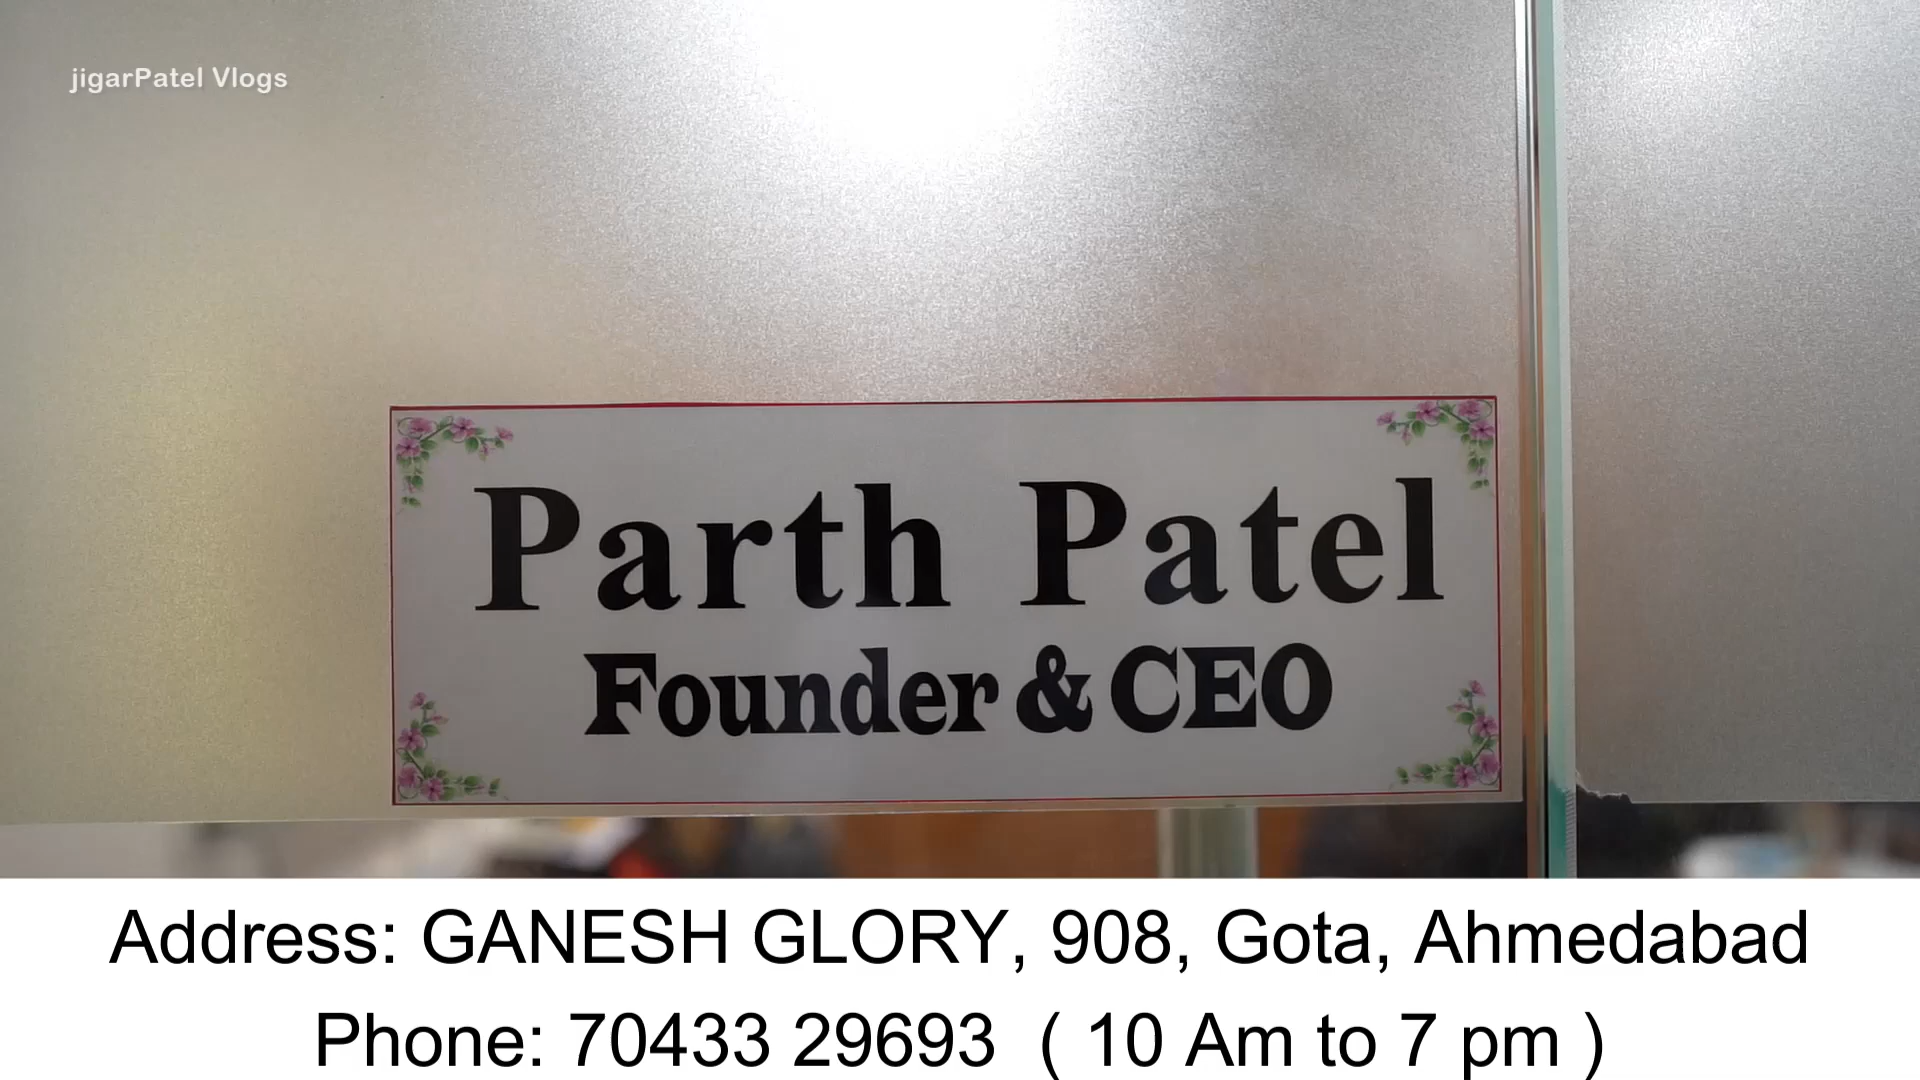 jigarPatel Vlogs
Parth Patel
Founder & CEO
Address: GANESH GLORY, 908, Gota, Ahmedabad
Phone: 70433 29693 ( 10 Am to 7 pm )